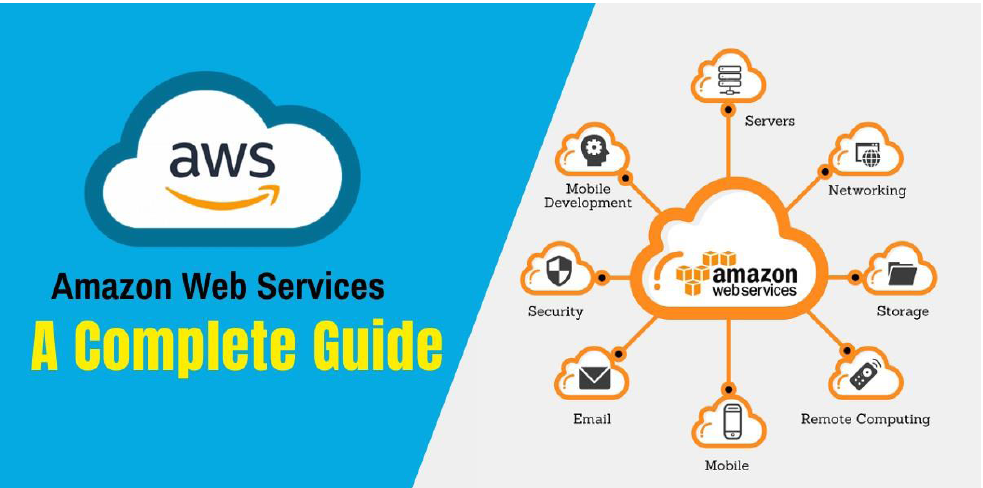 aws
Amazon Web Services
A Complete Guide
Servers
Mobile
Development
Networking
amazon
webservices
Security
Storage
Email
Remote Computing
Mobile